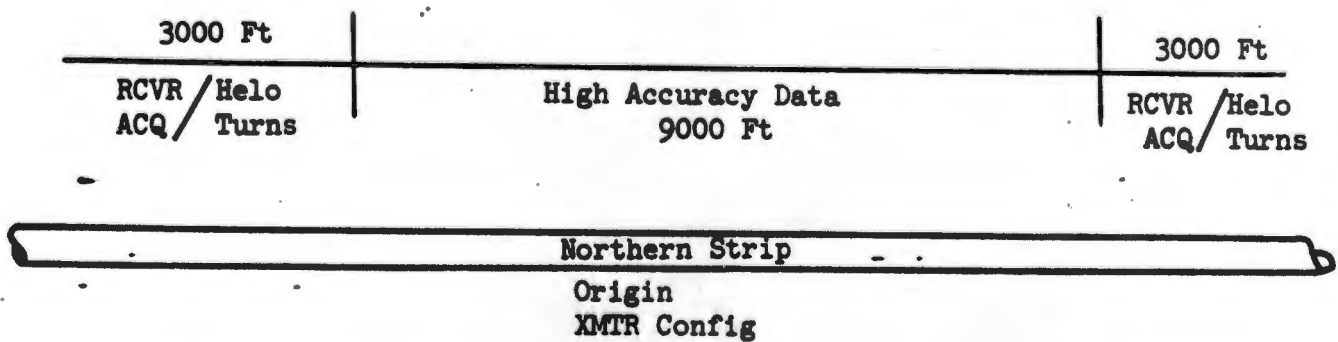 3000 Ft
3000 Ft
RCVR / Helo
ACQ / Turns
High Accuracy Data
9000 Ft
RCVR / Helo
ACQ / Turns
Northern Strip
Origin
XMTR Config